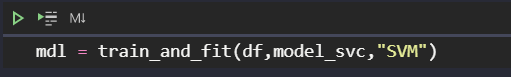 M↓
mdl = train_and_fit(df,model_svc,"SVM")